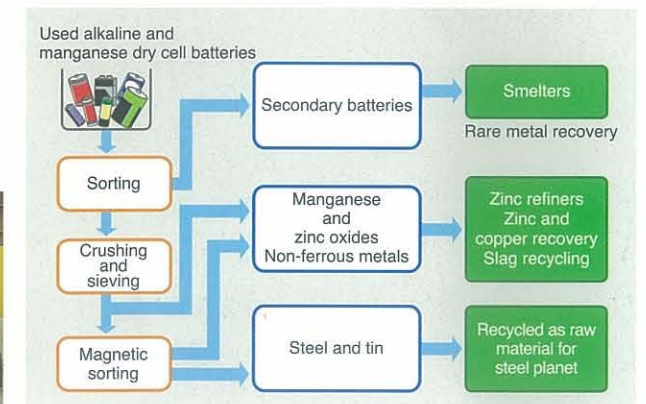 Used alkaline and
manganese dry cell batteries
Secondary batteries
Smelters
Rare metal recovery
Sorting
Manganese
and
zinc oxides
Non-ferrous metals
Zinc refiners
Zinc and
copper recovery
Slag recycling
Crushing
and
sieving
Magnetic
sorting
Steel and tin
Recycled as raw
material for
steel planet